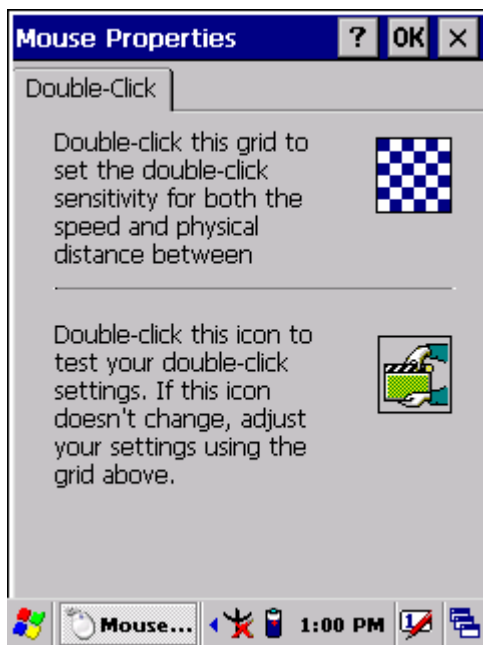 Mouse Properties ? OK ×
Double-Click
Double-click this grid to
set the double-click
sensitivity for both the
speed and physical
distance between
Double-click this icon to
test your double-click
settings. If this icon
doesn't change, adjust
your settings using the
grid above.
Mouse... 1:00 PM 1